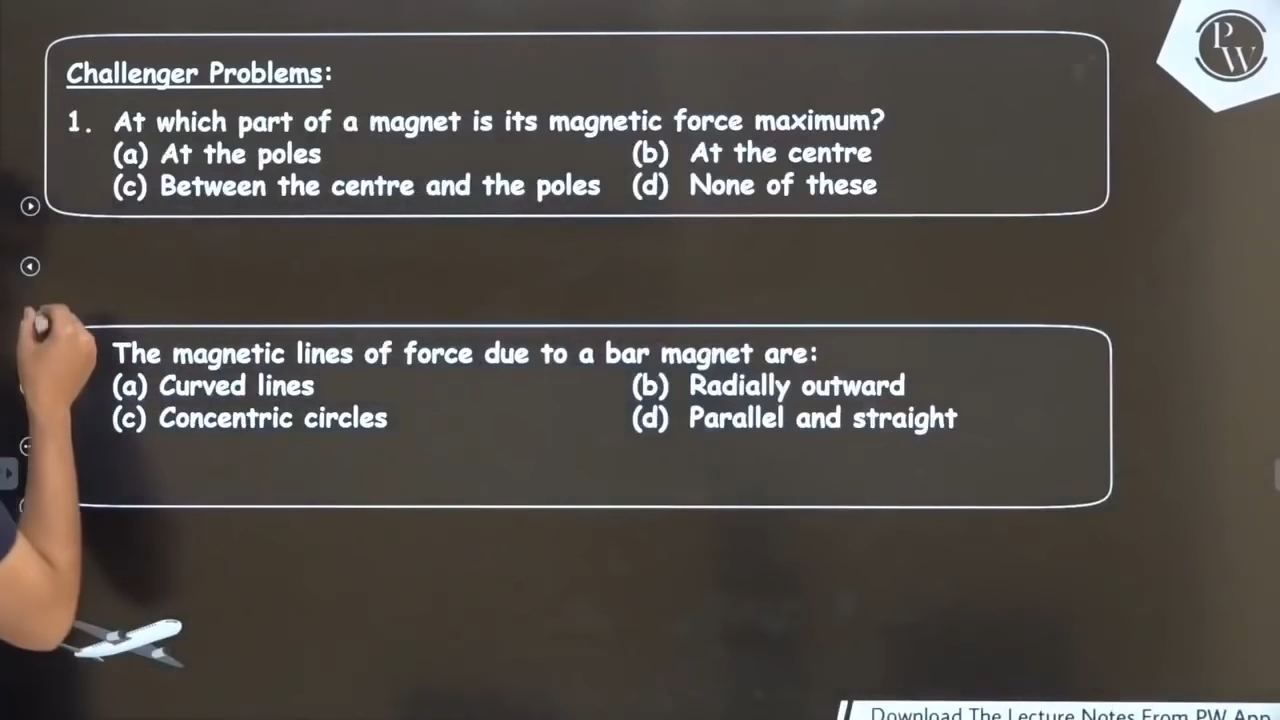 P
W
Challenger Problems:
1. At which part of a magnet is its magnetic force maximum?
(a) At the poles (b) At the centre
(c) Between the centre and the poles (d) None of these
The magnetic lines of force due to a bar magnet are:
(a) Curved lines (b) Radially outward
(c) Concentric circles (d) Parallel and straight
Download The Lecture Notes From PW App